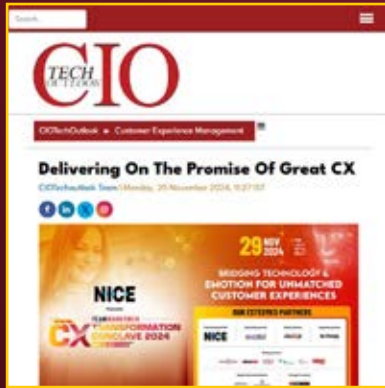 Search..
CIO
TECH
OUTLOOK
CIOTechOutlook » Customer Experience Management
Delivering On The Promise Of Great CX
CIOTechoutlook Team | Monday, 25 November 2024, 11:27 IST
29 NOV
2024
BRIDGING TECHNOLOGY &
EMOTION FOR UNMATCHED
CUSTOMER EXPERIENCES
NICE
CX TRANSFORMATION
CONCLAVE 2024
OUR ESTEEMED PARTNERS
NICE